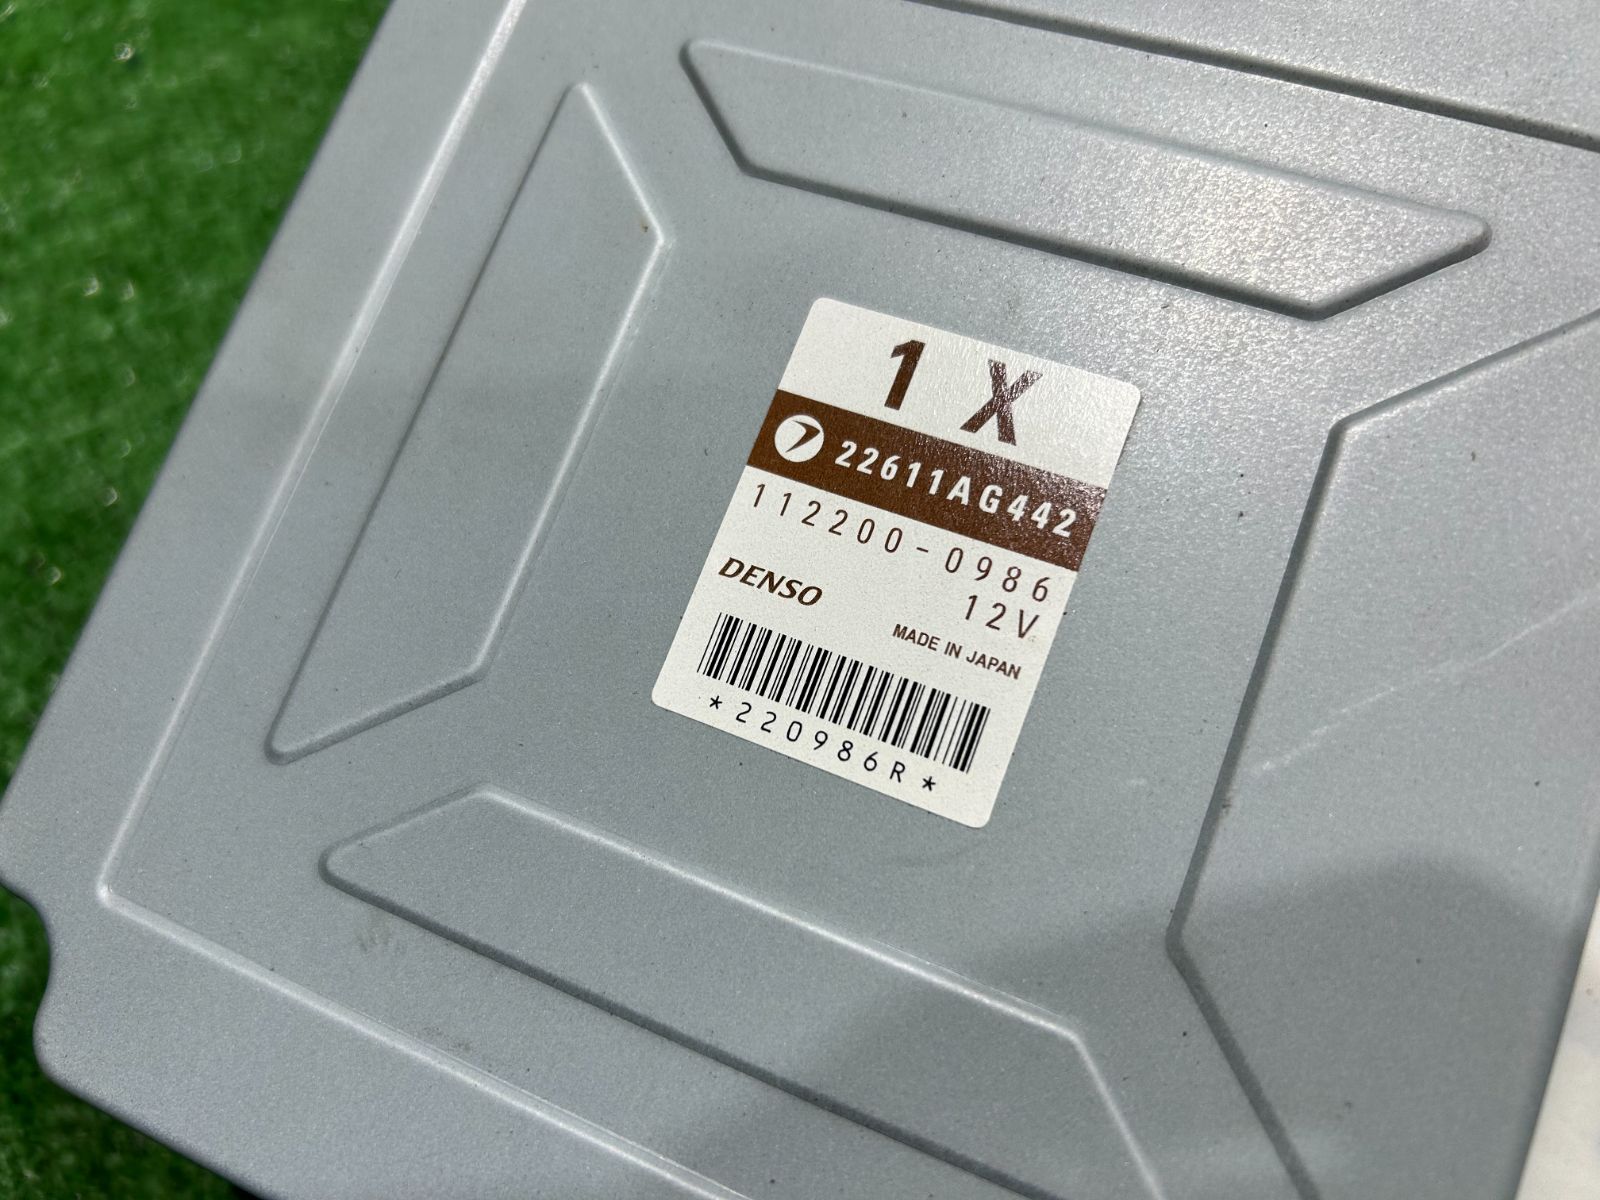 1 X
22611AG442
112200-0986
12V
DENSO
MADE IN JAPAN
*220986R*